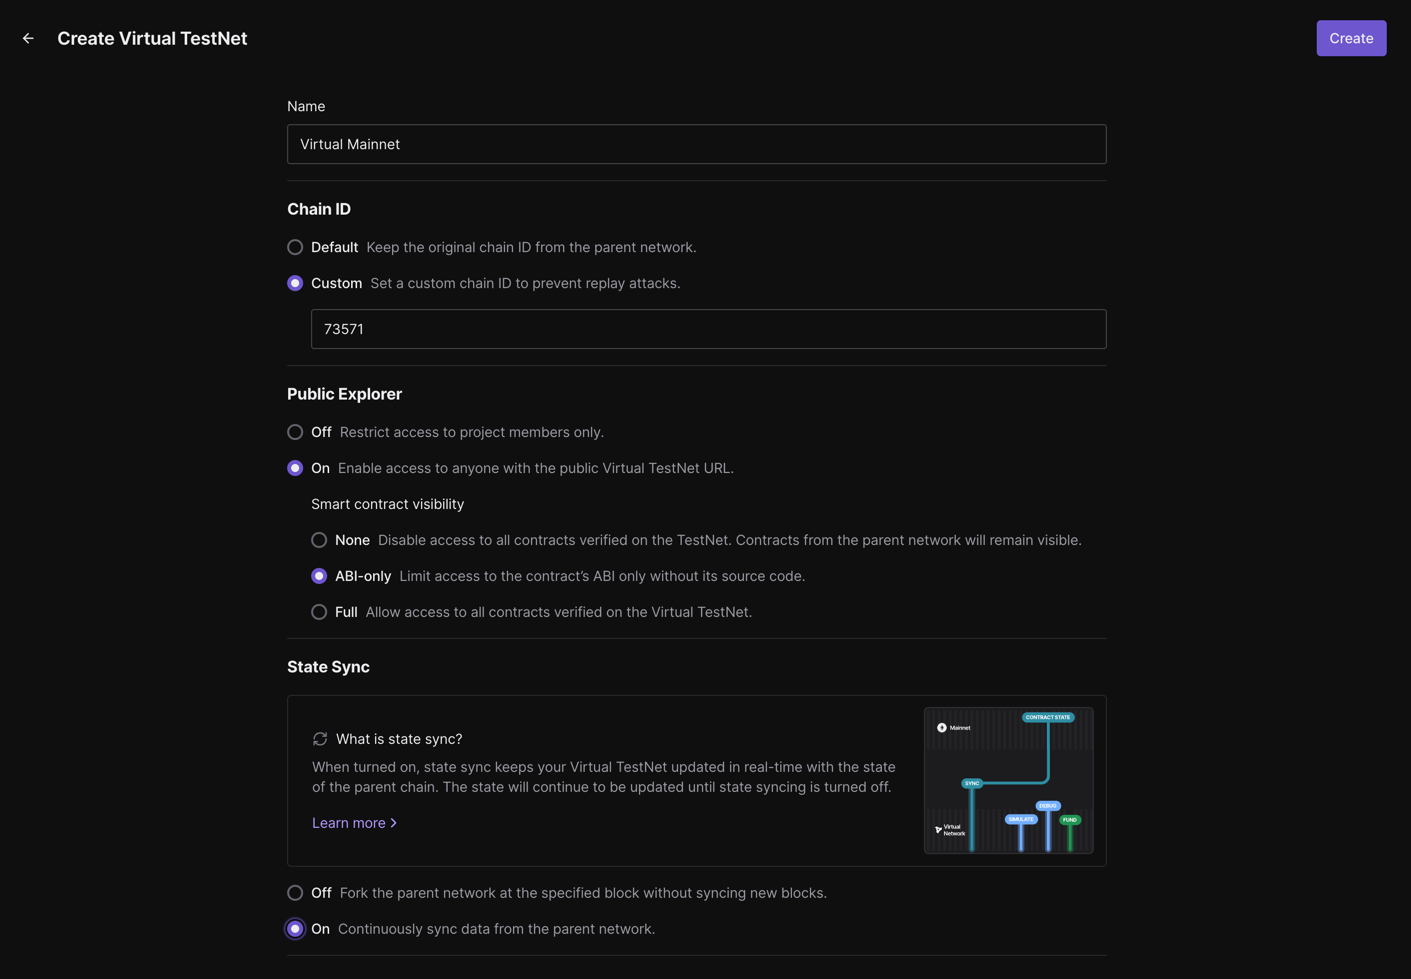 Create Virtual TestNet
Create
Name
Virtual Mainnet
Chain ID
Default Keep the original chain ID from the parent network.
Custom Set a custom chain ID to prevent replay attacks.
73571
Public Explorer
Off Restrict access to project members only.
On Enable access to anyone with the public Virtual TestNet URL.
Smart contract visibility
None Disable access to all contracts verified on the TestNet. Contracts from the parent network will remain visible.
ABI-only Limit access to the contract’s ABI only without its source code.
Full Allow access to all contracts verified on the Virtual TestNet.
State Sync
What is state sync?
When turned on, state sync keeps your Virtual TestNet updated in real-time with the state
of the parent chain. The state will continue to be updated until state syncing is turned off.
Learn more
CONTRACT STATE
Mainnet
SYNC
DEBUG
SIMULATE
FUND
Virtual
Network
Off Fork the parent network at the specified block without syncing new blocks.
On Continuously sync data from the parent network.